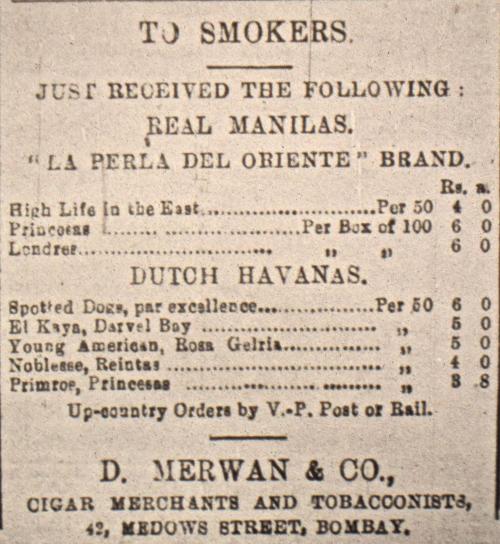 TO SMOKERS.
JUST RECEIVED THE FOLLOWING:
REAL MANILAS.
"LA PERLA DEL ORIENTE" BRAND.
Rs. a.
High Life in the East..............................Per 50 4 0
Princesas ..........................Per Box of 100 6 0
Londres.............................. „ „ 6 0
DUTCH HAVANAS.
Spotted Dogs, par excellence..................Per 50 6 0
El Kaya, Darvel Bay .............................. „ 5 0
Young American, Rosa Gelria.................. „ 5 0
Noblesse, Reintas .................................... „ 4 0
Primroe, Princesas .............................. „ 3 8
Up-country Orders by V.-P. Post or Rail.
D. MERWAN & CO.,
CIGAR MERCHANTS AND TOBACCONISTS,
42, MEDOWS STREET, BOMBAY.